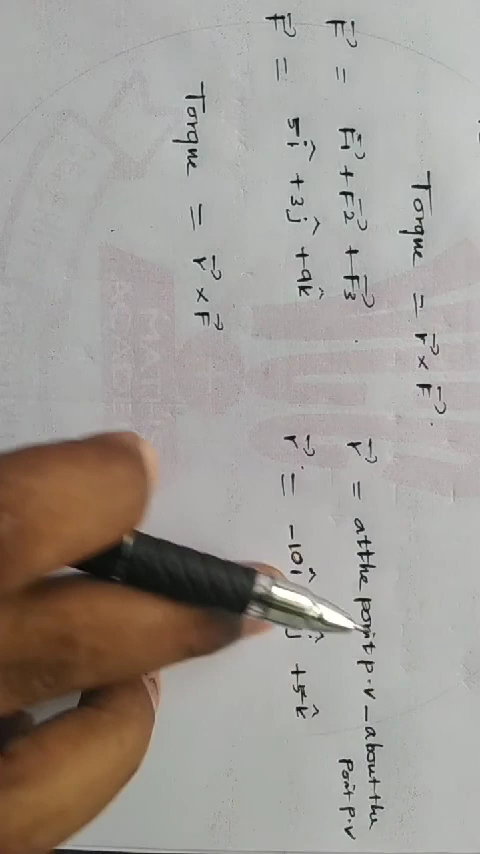 Torque = r⃗ × F⃗.
F⃗ = F⃗1 + F⃗2 + F⃗3
F⃗ = 5î + 3ĵ + 9k̂
r⃗ = at the point p.v – about the point p.v
r⃗ = -10î ĵ + 5k̂
Torque = r⃗ × F⃗